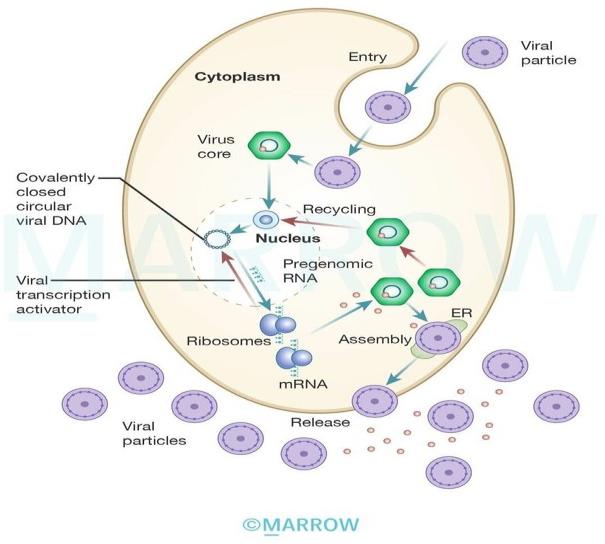 Entry
Viral
particle
Cytoplasm
Virus
core
Covalently
closed
circular
viral DNA
Recycling
Nucleus
Pregenomic
RNA
Viral
transcription
activator
ER
Ribosomes
Assembly
mRNA
Release
Viral
particles
MARROW
©MARROW